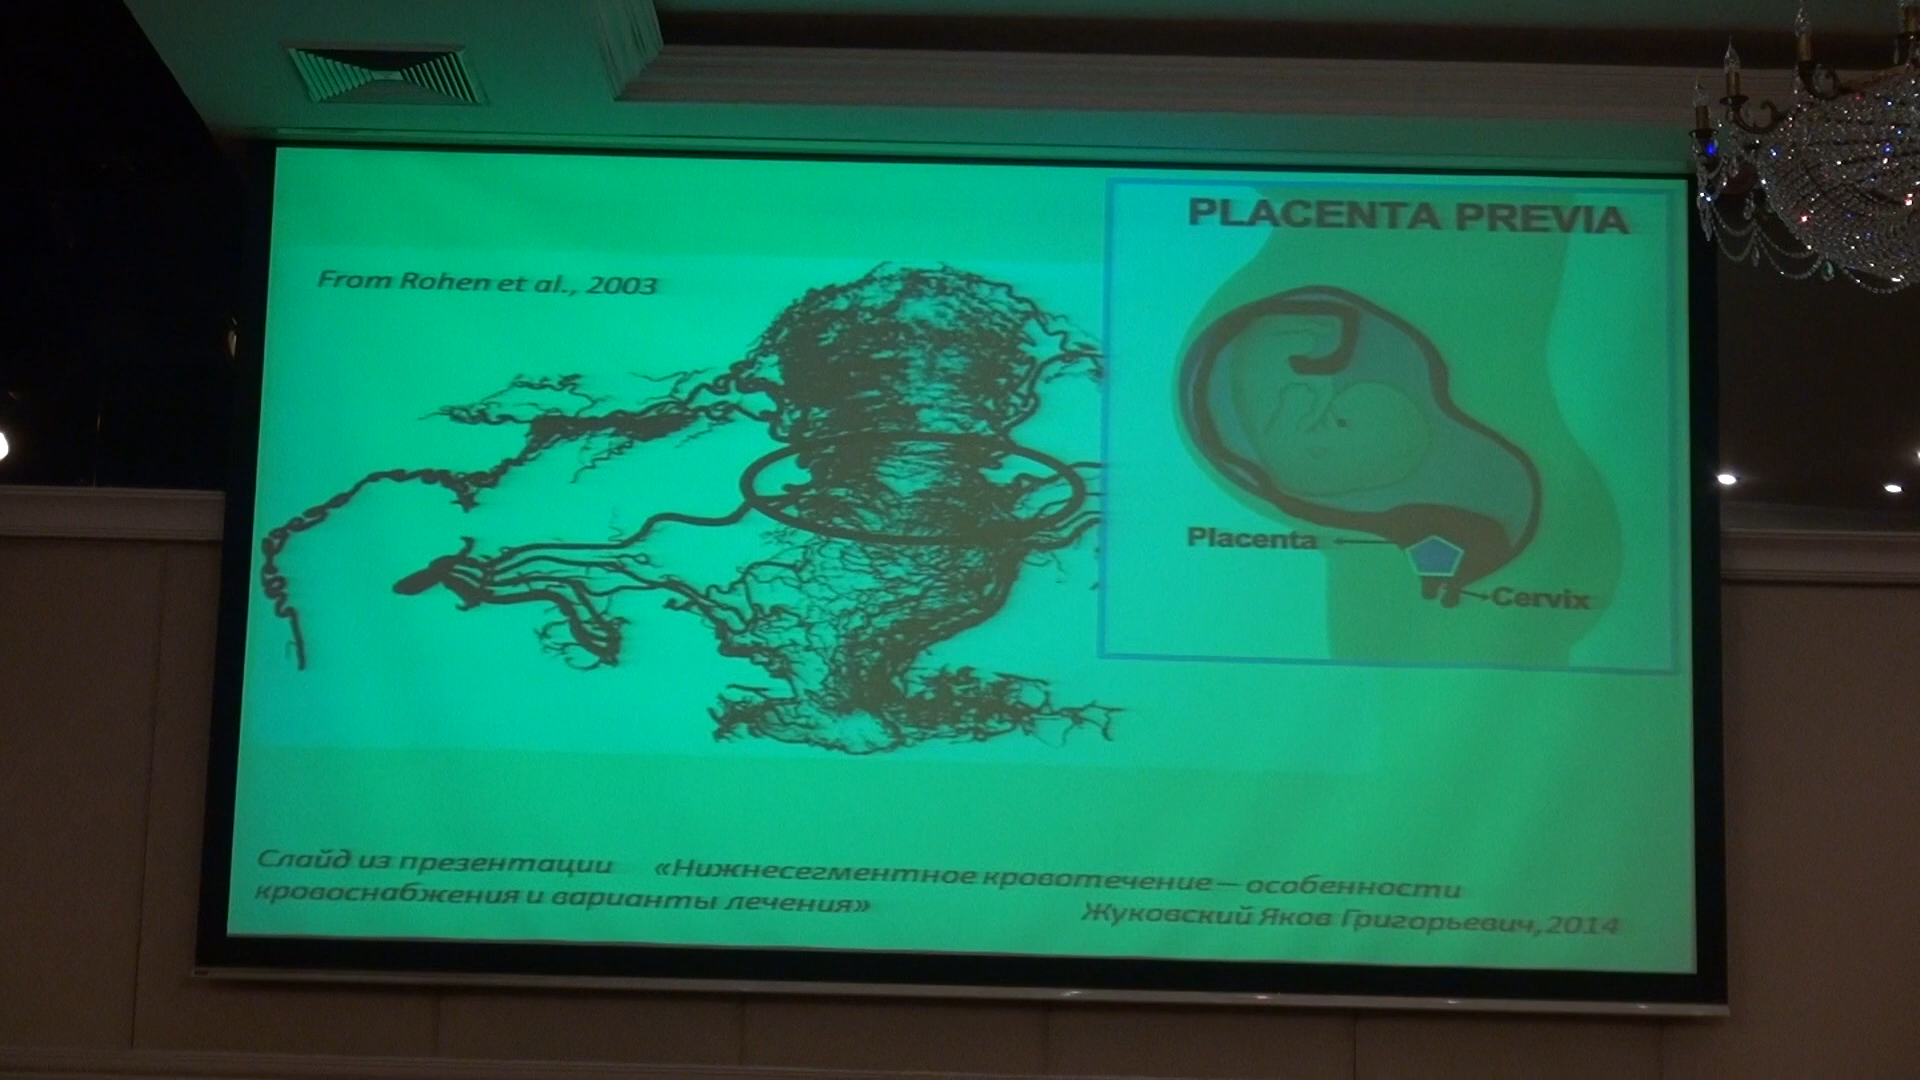 PLACENTA PREVIA
From Rohen et al., 2003
Placenta
Cervix
Слайд из презентации «Нижнесегментное кровотечение — особенности
кровоснабжения и варианты лечения»
Жуковский Яков Григорьевич,2014